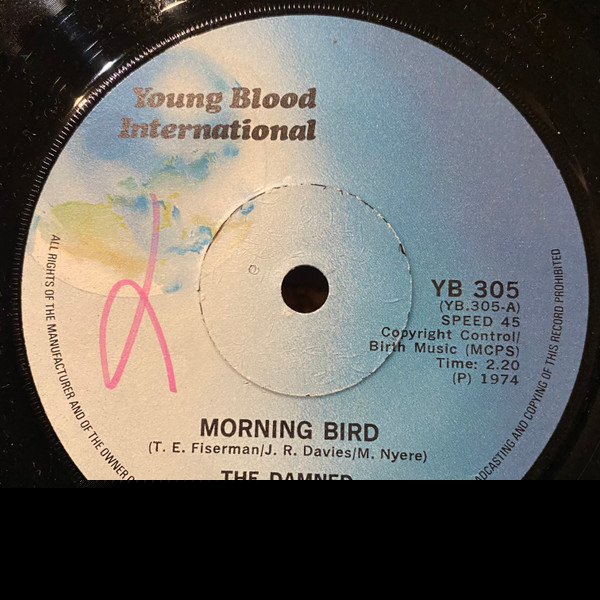 Young Blood
International
YB 305
(YB.305-A)
SPEED 45
Copyright Control/
Birth Music (MCPS)
Time: 2.20
(P) 1974
MORNING BIRD
(T. E. Fiserman/J. R. Davies/M. Nyere)
THE DAMNED
ALL RIGHTS OF THE MANUFACTURER AND OF THE OWNER
AND COPYING OF THIS RECORD PROHIBITED